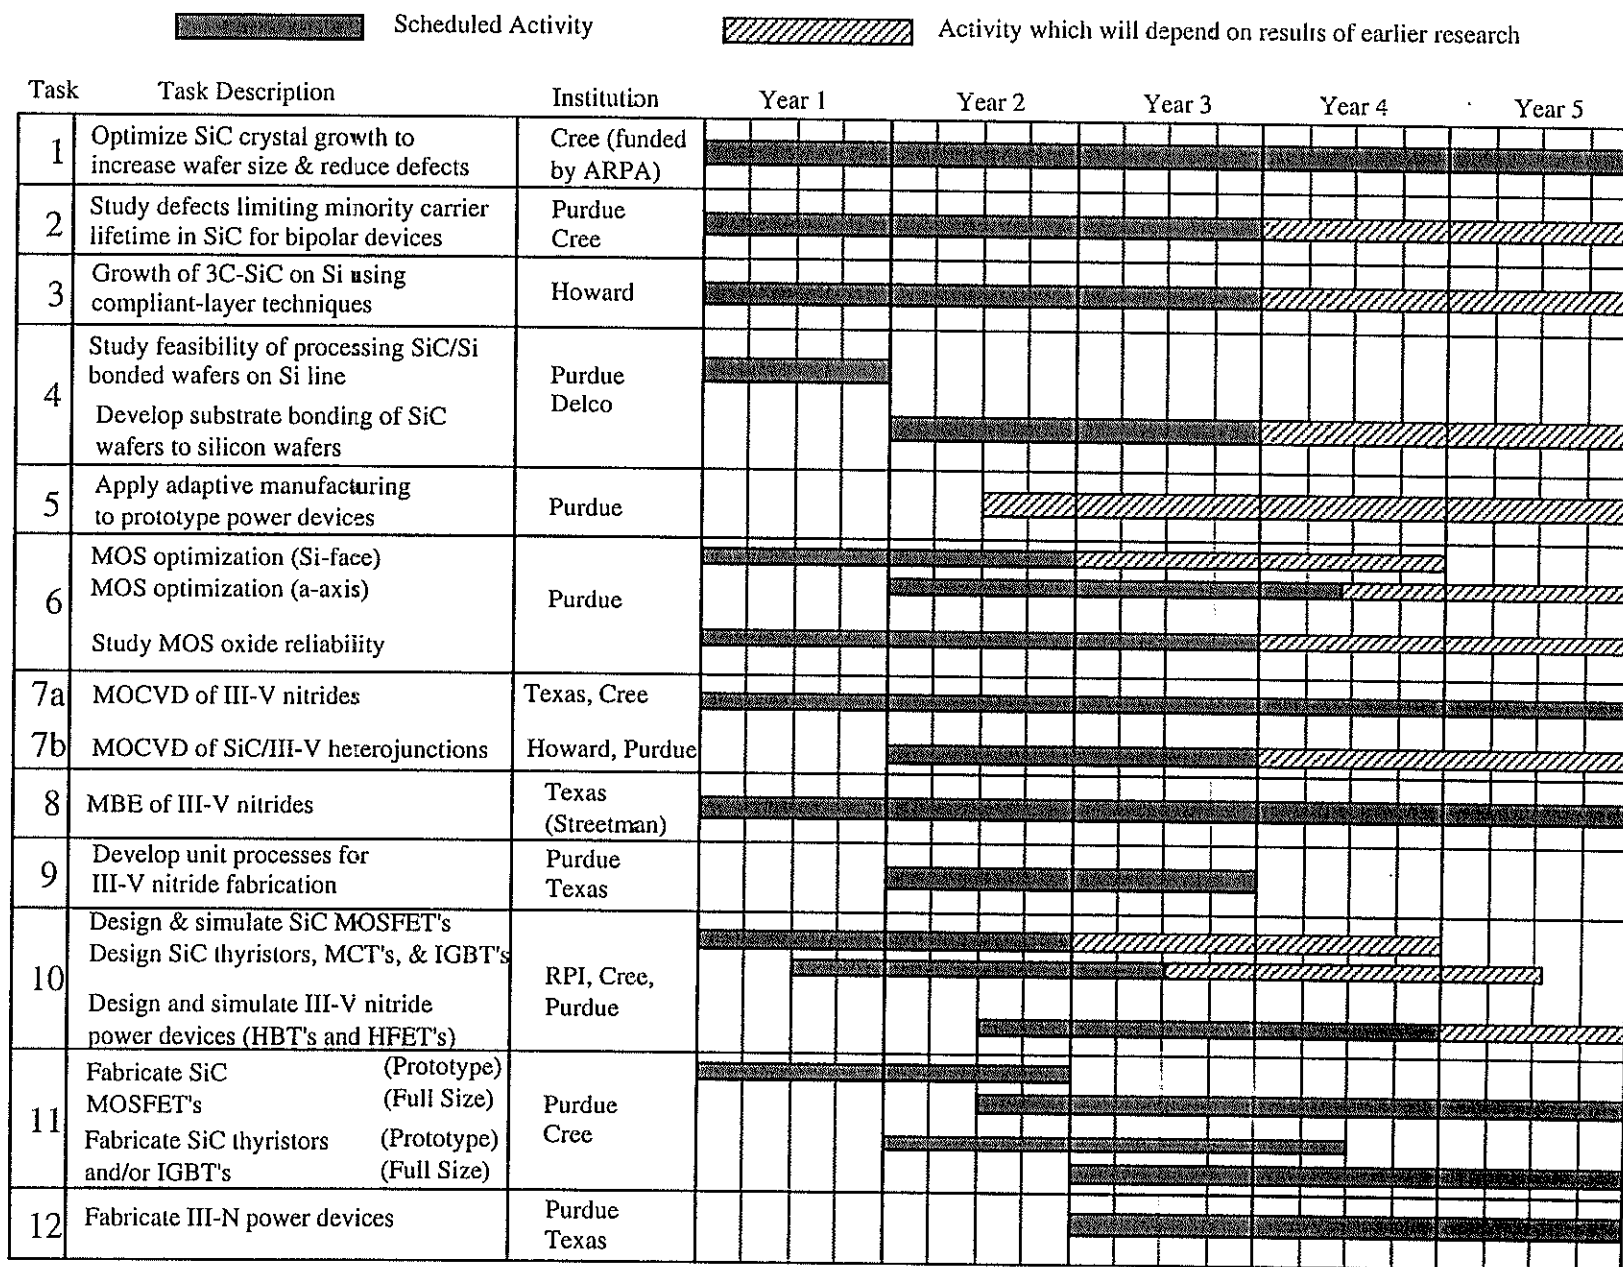 Scheduled Activity
Activity which will depend on results of earlier research
Task Task Description Institution Year 1 Year 2 Year 3 Year 4 Year 5
1
Optimize SiC crystal growth to
increase wafer size & reduce defects
Cree (funded
by ARPA)
2
Study defects limiting minority carrier
lifetime in SiC for bipolar devices
Purdue
Cree
3
Growth of 3C-SiC on Si using
compliant-layer techniques
Howard
4
Study feasibility of processing SiC/Si
bonded wafers on Si line
Develop substrate bonding of SiC
wafers to silicon wafers
Purdue
Delco
5
Apply adaptive manufacturing
to prototype power devices
Purdue
6
MOS optimization (Si-face)
MOS optimization (a-axis)
Study MOS oxide reliability
Purdue
7a MOCVD of III-V nitrides Texas, Cree
7b MOCVD of SiC/III-V heterojunctions Howard, Purdue
8
MBE of III-V nitrides
Texas
(Streetman)
9
Develop unit processes for
III-V nitride fabrication
Purdue
Texas
10
Design & simulate SiC MOSFET's
Design SiC thyristors, MCT's, & IGBT's
Design and simulate III-V nitride
power devices (HBT's and HFET's)
RPI, Cree,
Purdue
11
Fabricate SiC (Prototype)
MOSFET's (Full Size)
Fabricate SiC thyristors (Prototype)
and/or IGBT's (Full Size)
Purdue
Cree
12
Fabricate III-N power devices
Purdue
Texas